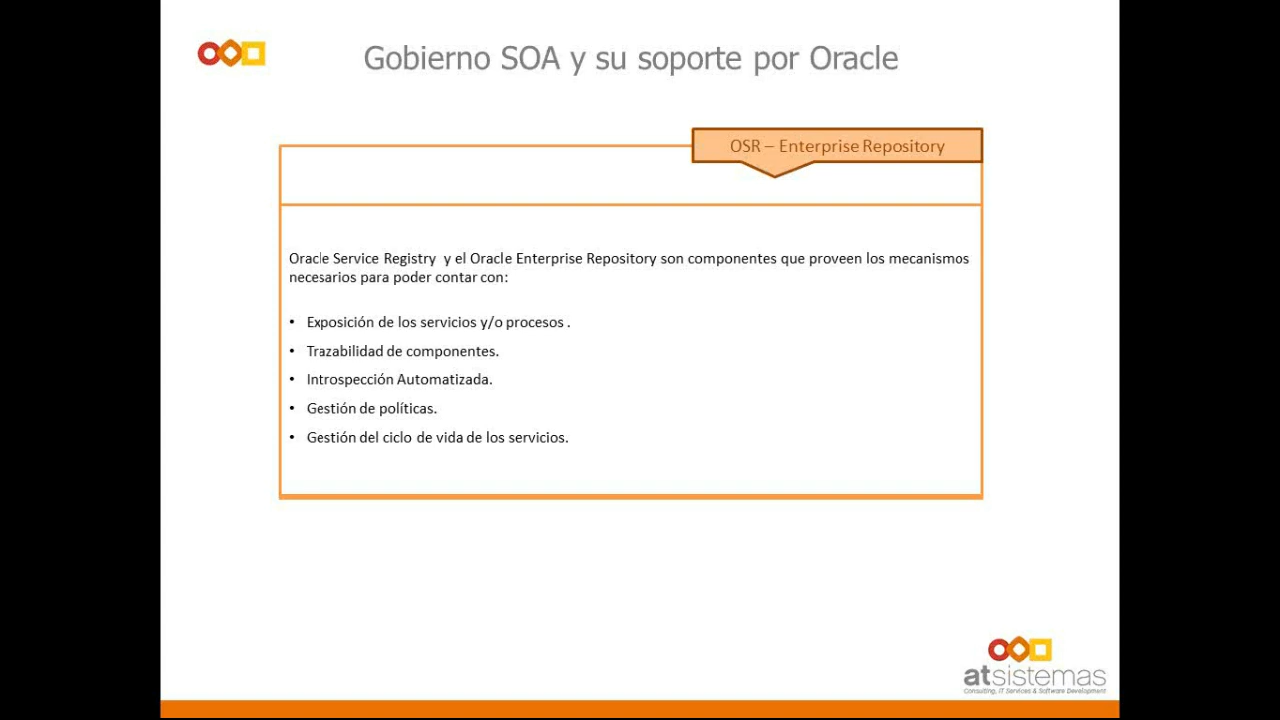 Gobierno SOA y su soporte por Oracle
OSR – Enterprise Repository
Oracle Service Registry y el Oracle Enterprise Repository son componentes que proveen los mecanismos
necesarios para poder contar con:
• Exposición de los servicios y/o procesos .
• Trazabilidad de componentes.
• Introspección Automatizada.
• Gestión de políticas.
• Gestión del ciclo de vida de los servicios.
atsistemas
Consulting, IT Services & Software Development